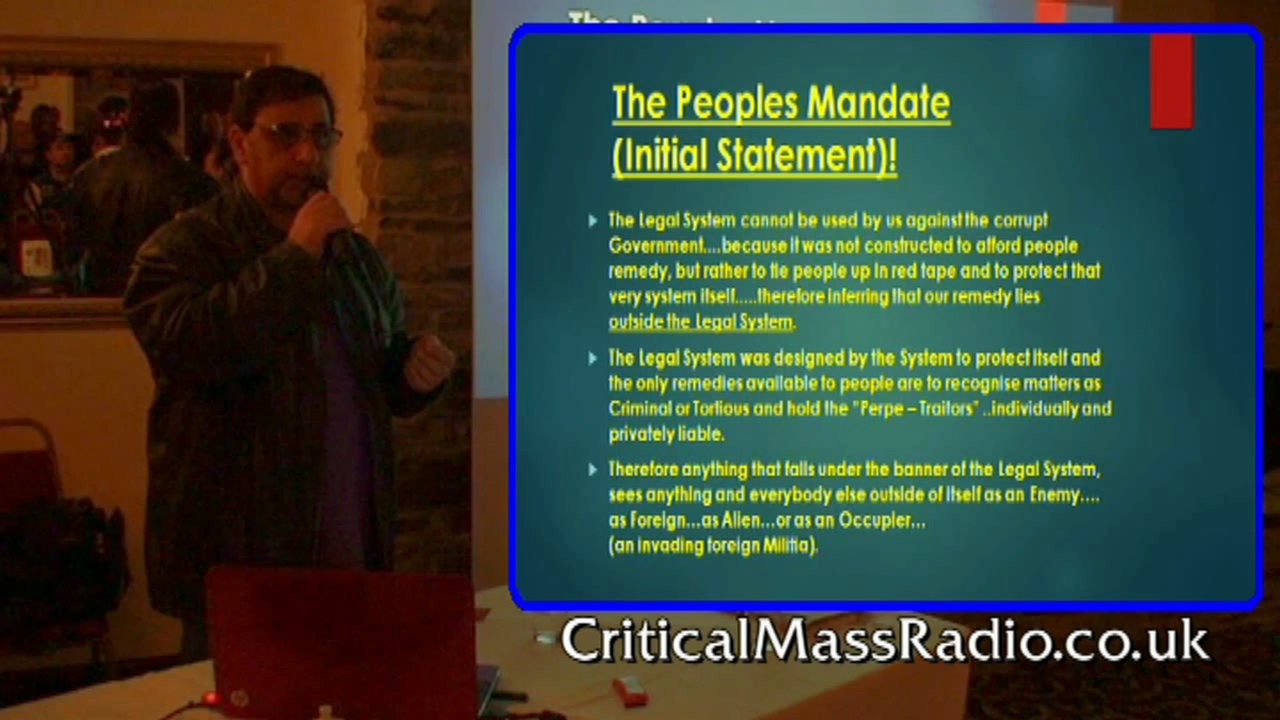 The Peoples Mandate
(Initial Statement)!
The Legal System cannot be used by us against the corrupt
Government....because it was not constructed to afford people
remedy, but rather to tie people up in red tape and to protect that
very system itself.....therefore inferring that our remedy lies
outside the Legal System.
The Legal System was designed by the System to protect itself and
the only remedies available to people are to recognise matters as
Criminal or Tortious and hold the "Perpe – Traitors" ..individually and
privately liable.
Therefore anything that falls under the banner of the Legal System,
sees anything and everybody else outside of itself as an Enemy....
as Foreign...as Alien...or as an Occupier...
(an invading foreign Militia).
CriticalMassRadio.co.uk
hp